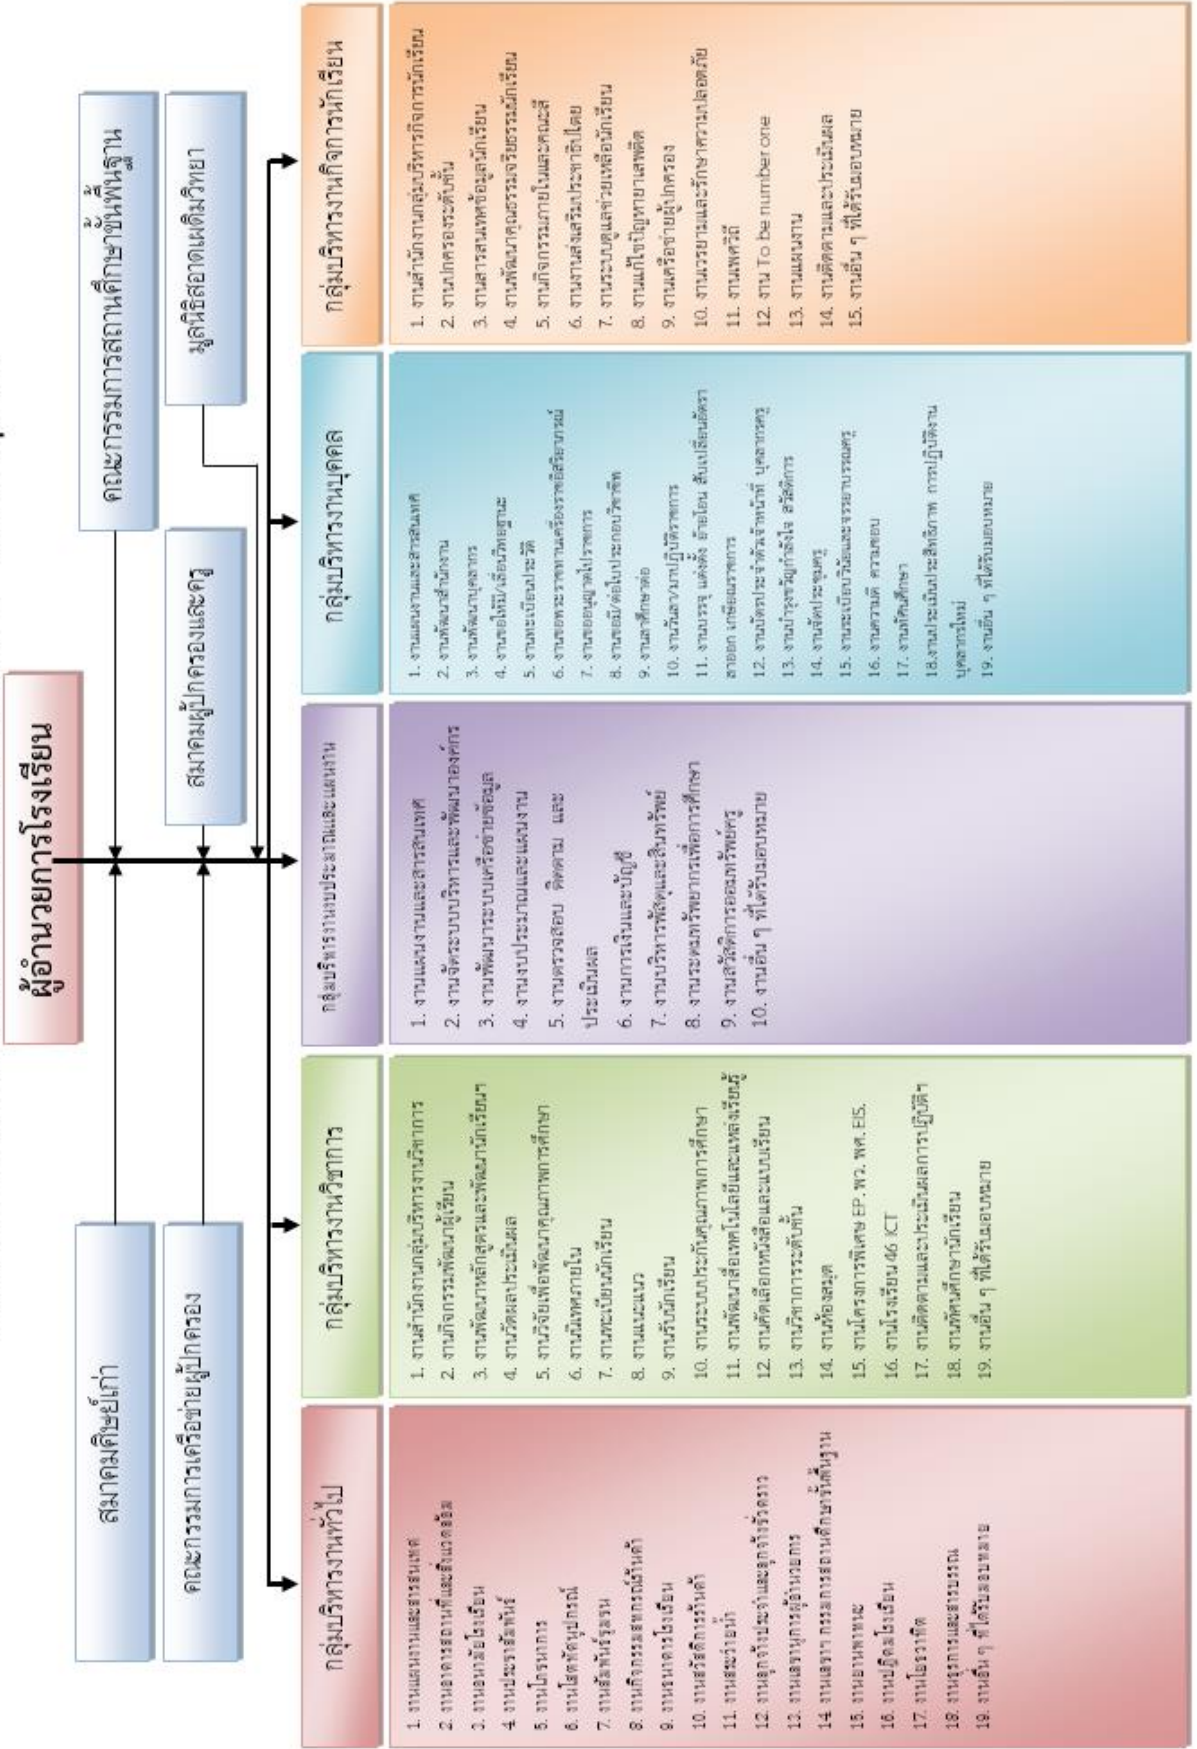 ผู้อำนวยการโรงเรียน
สมาคมศิษย์เก่า
คณะกรรมการสถานศึกษาขั้นพื้นฐาน
คณะกรรมการเครือข่ายผู้ปกครอง
สมาคมผู้ปกครองและครู
มูลนิธิสอาดเผดิมวิทยา
กลุ่มบริหารงานทั่วไป
1. งานแผนงานและสารสนเทศ
2. งานอาคารสถานที่และสิ่งแวดล้อม
3. งานอนามัยโรงเรียน
4. งานประชาสัมพันธ์
5. งานโภชนาการ
6. งานโสตทัศนูปกรณ์
7. งานสัมพันธ์ชุมชน
8. งานกิจกรรมสหกรณ์ร้านค้า
9. งานธนาคารโรงเรียน
10. งานสวัสดิการร้านค้า
11. งานสระว่ายน้ำ
12. งานลูกจ้างประจำและลูกจ้างชั่วคราว
13. งานเลขานุการผู้อำนวยการ
14. งานเลขาฯ กรรมการสถานศึกษาขั้นพื้นฐาน
15. งานยานพาหนะ
16. งานปฏิคมโรงเรียน
17. งานโยธวาทิต
18. งานธุรการและสารบรรณ
19. งานอื่น ๆ ที่ได้รับมอบหมาย
กลุ่มบริหารงานวิชาการ
1. งานสำนักงานกลุ่มบริหารงานวิชาการ
2. งานกิจกรรมพัฒนาผู้เรียน
3. งานพัฒนาหลักสูตรและพัฒนานักเรียนฯ
4. งานวัดผลประเมินผล
5. งานวิจัยเพื่อพัฒนาคุณภาพการศึกษา
6. งานนิเทศภายใน
7. งานทะเบียนนักเรียน
8. งานแนะแนว
9. งานรับนักเรียน
10. งานระบบประกันคุณภาพการศึกษา
11. งานพัฒนาสื่อเทคโนโลยีและแหล่งเรียนรู้
12. งานคัดเลือกหนังสือและแบบเรียน
13. งานวิชาการระดับชั้น
14. งานห้องสมุด
15. งานโครงการพิเศษ EP. พว. พศ. EIS.
16. งานโรงเรียน 46 ICT
17. งานติดตามและประเมินผลการปฏิบัติฯ
18. งานทัศนศึกษานักเรียน
19. งานอื่น ๆ ที่ได้รับมอบหมาย
กลุ่มบริหารงานงบประมาณและแผนงาน
1. งานแผนงานและสารสนเทศ
2. งานจัดระบบบริหารและพัฒนาองค์กร
3. งานพัฒนาระบบเครือข่ายข้อมูล
4. งานงบประมาณและแผนงาน
5. งานตรวจสอบ ติดตาม และ
ประเมินผล
6. งานการเงินและบัญชี
7. งานบริหารพัสดุและสินทรัพย์
8. งานระดมทรัพยากรเพื่อการศึกษา
9. งานสวัสดิการออมทรัพย์ครู
10. งานอื่น ๆ ที่ได้รับมอบหมาย
กลุ่มบริหารงานบุคคล
1. งานแผนงานและสารสนเทศ
2. งานพัฒนาสำนักงาน
3. งานพัฒนาบุคลากร
4. งานขอให้มี/เลื่อนวิทยฐานะ
5. งานทะเบียนประวัติ
6. งานขอพระราชทานเครื่องราชอิสริยาภรณ์
7. งานขออนุญาตไปราชการ
8. งานขอมี/ต่อใบประกอบวิชาชีพ
9. งานลาศึกษาต่อ
10. งานวันลา/มาปฏิบัติราชการ
11. งานบรรจุ แต่งตั้ง ย้ายโอน สับเปลี่ยนอัตรา
ลาออก เกษียณราชการ
12. งานบัตรประจำตัวเจ้าหน้าที่ บุคลากรครู
13. งานบำรุงขวัญกำลังใจ สวัสดิการ
14. งานจัดประชุมครู
15. งานระเบียบวินัยและจรรยาบรรณครู
16. งานความดี ความชอบ
17. งานทัศนศึกษา
18.งานประเมินประสิทธิภาพ การปฏิบัติงาน
บุคลากรใหม่
19. งานอื่น ๆ ที่ได้รับมอบหมาย
กลุ่มบริหารงานกิจการนักเรียน
1. งานสำนักงานกลุ่มบริหารกิจการนักเรียน
2. งานปกครองระดับชั้น
3. งานสารสนเทศข้อมูลนักเรียน
4. งานพัฒนาคุณธรรมจริยธรรมนักเรียน
5. งานกิจกรรมภายในและคณะสี
6. งานงานส่งเสริมประชาธิปไตย
7. งานระบบดูแลช่วยเหลือนักเรียน
8. งานแก้ไขปัญหายาเสพติด
9. งานเครือข่ายผู้ปกครอง
10. งานเวรยามและรักษาความปลอดภัย
11. งานเพศวิถี
12. งาน To be number one
13. งานแผนงาน
14. งานติดตามและประเมินผล
15. งานอื่น ๆ ที่ได้รับมอบหมาย